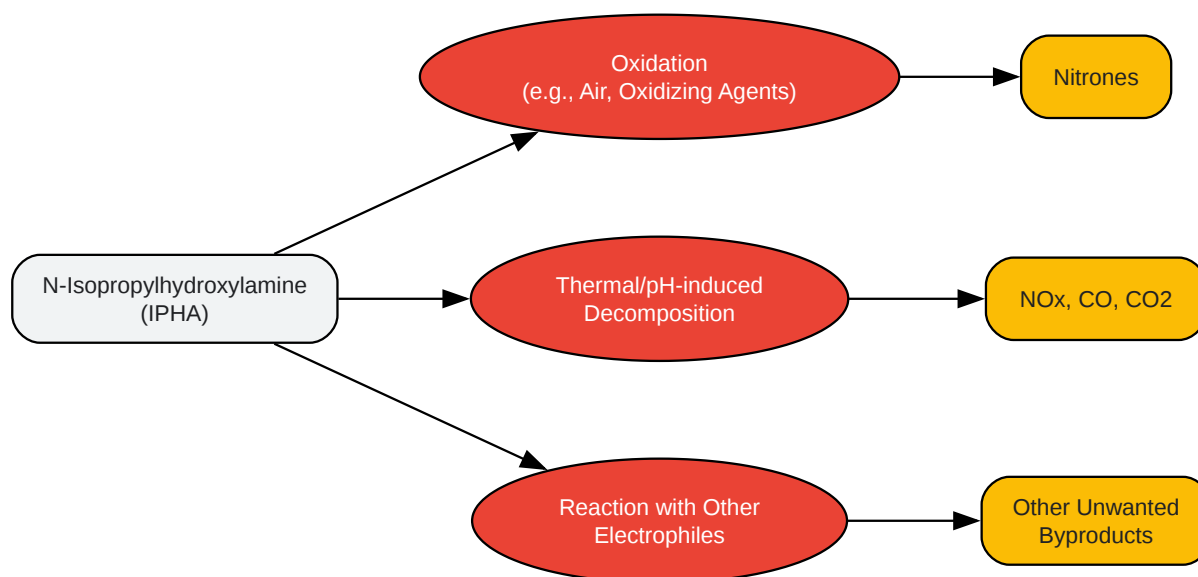 Oxidation
(e.g., Air, Oxidizing Agents)
Nitrones
N-Isopropylhydroxylamine
(IPHA)
Thermal/pH-induced
Decomposition
NOx, CO, CO2
Reaction with Other
Electrophiles
Other Unwanted
Byproducts